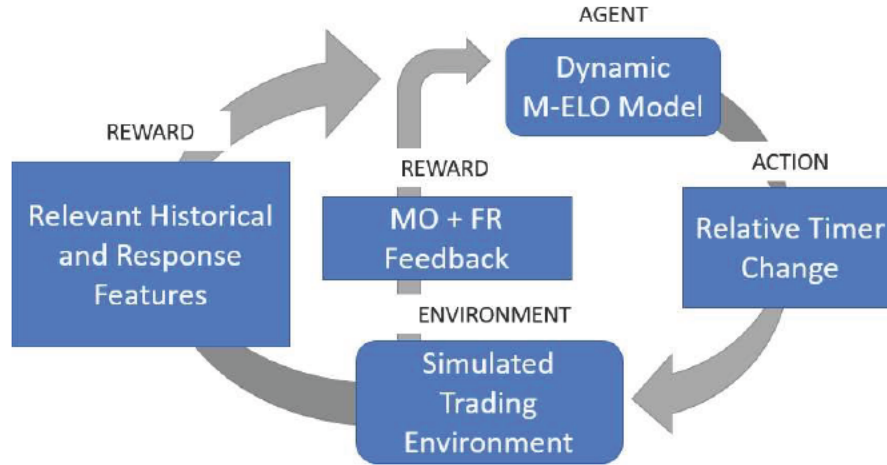 AGENT
Dynamic
M-ELO Model
REWARD
Relevant Historical
and Response
Features
REWARD
MO + FR
Feedback
ACTION
Relative Timer
Change
ENVIRONMENT
Simulated
Trading
Environment